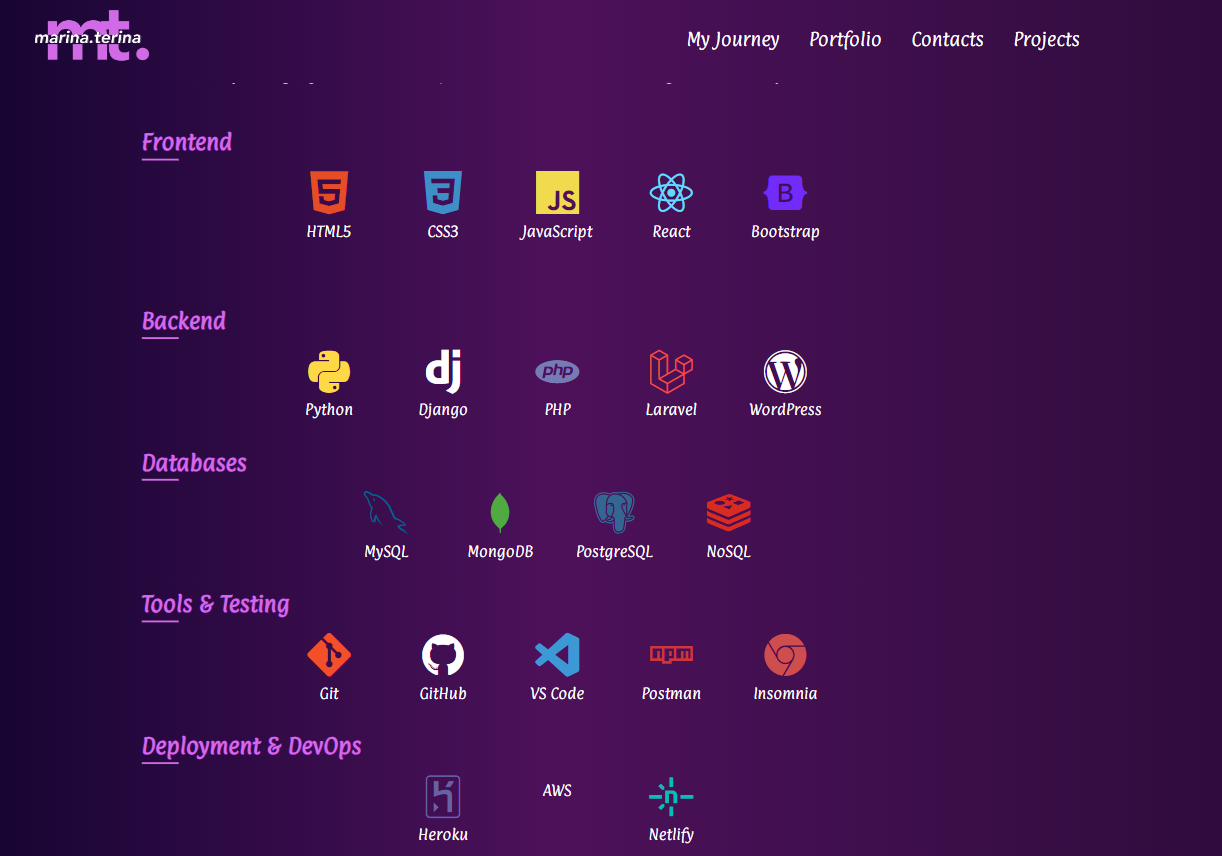 mt.
marina.terina
My Journey Portfolio Contacts Projects
Frontend
JS
B
HTML5 CSS3 JavaScript React Bootstrap
Backend
dj
php
Python Django PHP Laravel WordPress
Databases
MySQL MongoDB PostgreSQL NoSQL
Tools & Testing
npm
Git GitHub VS Code Postman Insomnia
Deployment & DevOps
AWS
Heroku Netlify